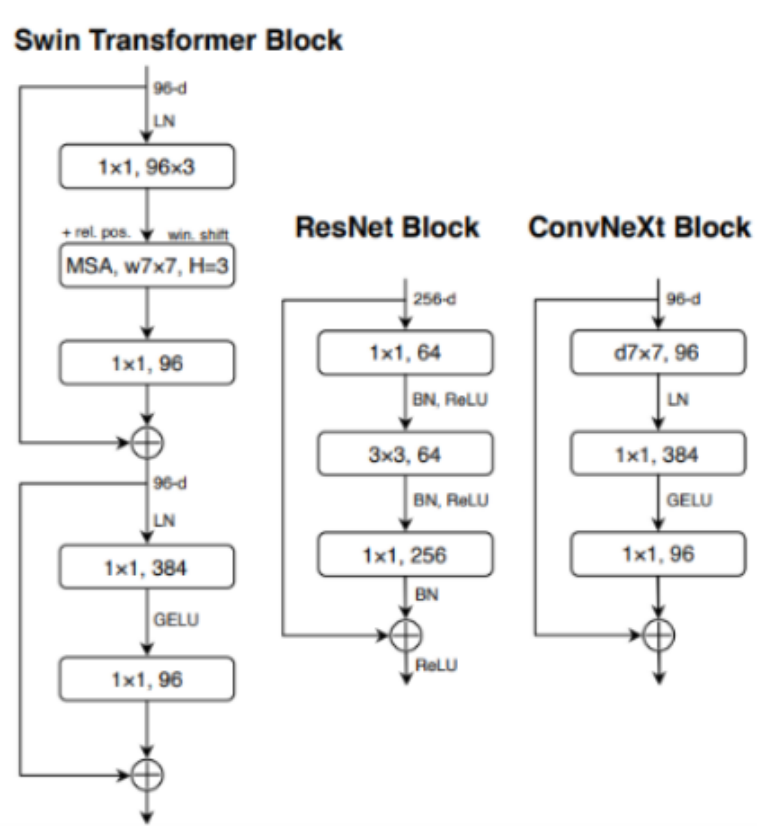 Swin Transformer Block
96-d
LN
1×1, 96×3
+ rel. pos. win. shift
MSA, w7×7, H=3
1×1, 96
96-d
LN
1×1, 384
GELU
1×1, 96
ResNet Block
256-d
1×1, 64
BN, ReLU
3×3, 64
BN, ReLU
1×1, 256
BN
ReLU
ConvNeXt Block
96-d
d7×7, 96
LN
1×1, 384
GELU
1×1, 96